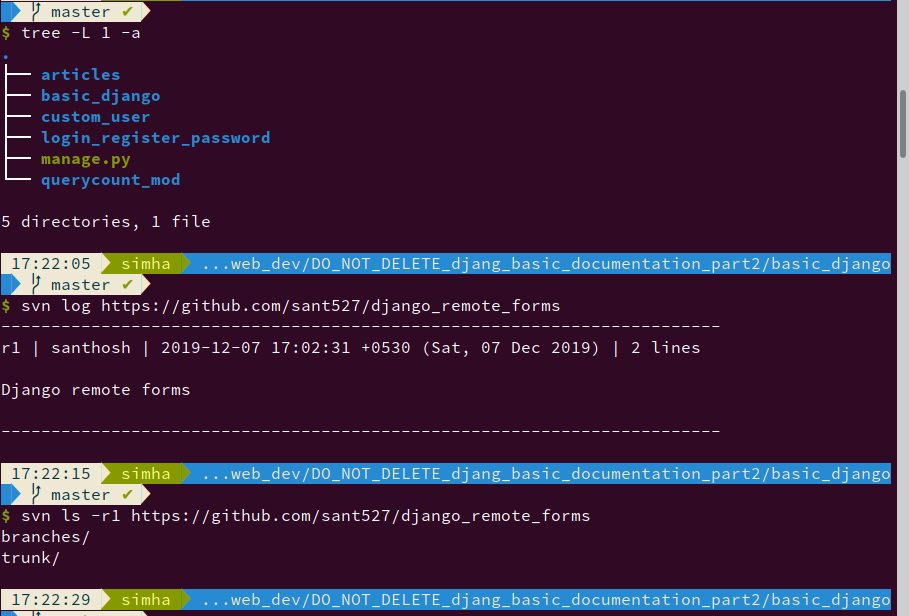 master ✔
$ tree -L 1 -a
.
├── articles
├── basic_django
├── custom_user
├── login_register_password
├── manage.py
└── querycount_mod
5 directories, 1 file
17:22:05 simha ...web_dev/DO_NOT_DELETE_djang_basic_documentation_part2/basic_django
master ✔
$ svn log https://github.com/sant527/django_remote_forms
------------------------------------------------------------------------
r1 | santhosh | 2019-12-07 17:02:31 +0530 (Sat, 07 Dec 2019) | 2 lines
Django remote forms
------------------------------------------------------------------------
17:22:15 simha ...web_dev/DO_NOT_DELETE_djang_basic_documentation_part2/basic_django
master ✔
$ svn ls -r1 https://github.com/sant527/django_remote_forms
branches/
trunk/
17:22:29 simha ...web_dev/DO_NOT_DELETE_djang_basic_documentation_part2/basic_django